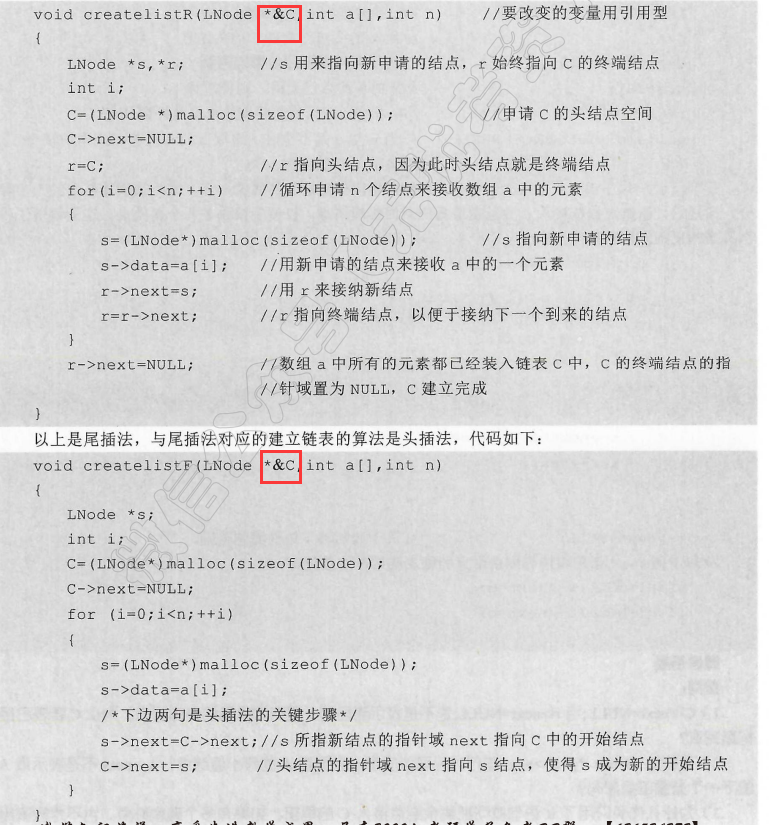 void createlistR(LNode *&C,int a[],int n) //要改变的变量用引用型
{
LNode *s,*r; //s 用来指向新申请的结点，r 始终指向 C 的终端结点
int i;
C=(LNode *)malloc(sizeof(LNode)); //申请 C 的头结点空间
C->next=NULL;
r=C; //r 指向头结点，因为此时头结点就是终端结点
for(i=0;i<n;++i) //循环申请 n 个结点来接收数组 a 中的元素
{
s=(LNode*)malloc(sizeof(LNode)); //s 指向新申请的结点
s->data=a[i]; //用新申请的结点来接收 a 中的一个元素
r->next=s; //用 r 来接纳新结点
r=r->next; //r 指向终端结点，以便于接纳下一个到来的结点
}
r->next=NULL; //数组 a 中所有的元素都已经装入链表 C 中，C 的终端结点的指
//针域置为 NULL，C 建立完成
}
以上是尾插法，与尾插法对应的建立链表的算法是头插法，代码如下：
void createlistF(LNode *&C,int a[],int n)
{
LNode *s;
int i;
C=(LNode*)malloc(sizeof(LNode));
C->next=NULL;
for (i=0;i<n;++i)
{
s=(LNode*)malloc(sizeof(LNode));
s->data=a[i];
/*下边两句是头插法的关键步骤*/
s->next=C->next;//s 所指新结点的指针域 next 指向 C 中的开始结点
C->next=s; //头结点的指针域 next 指向 s 结点，使得 s 成为新的开始结点
}
}